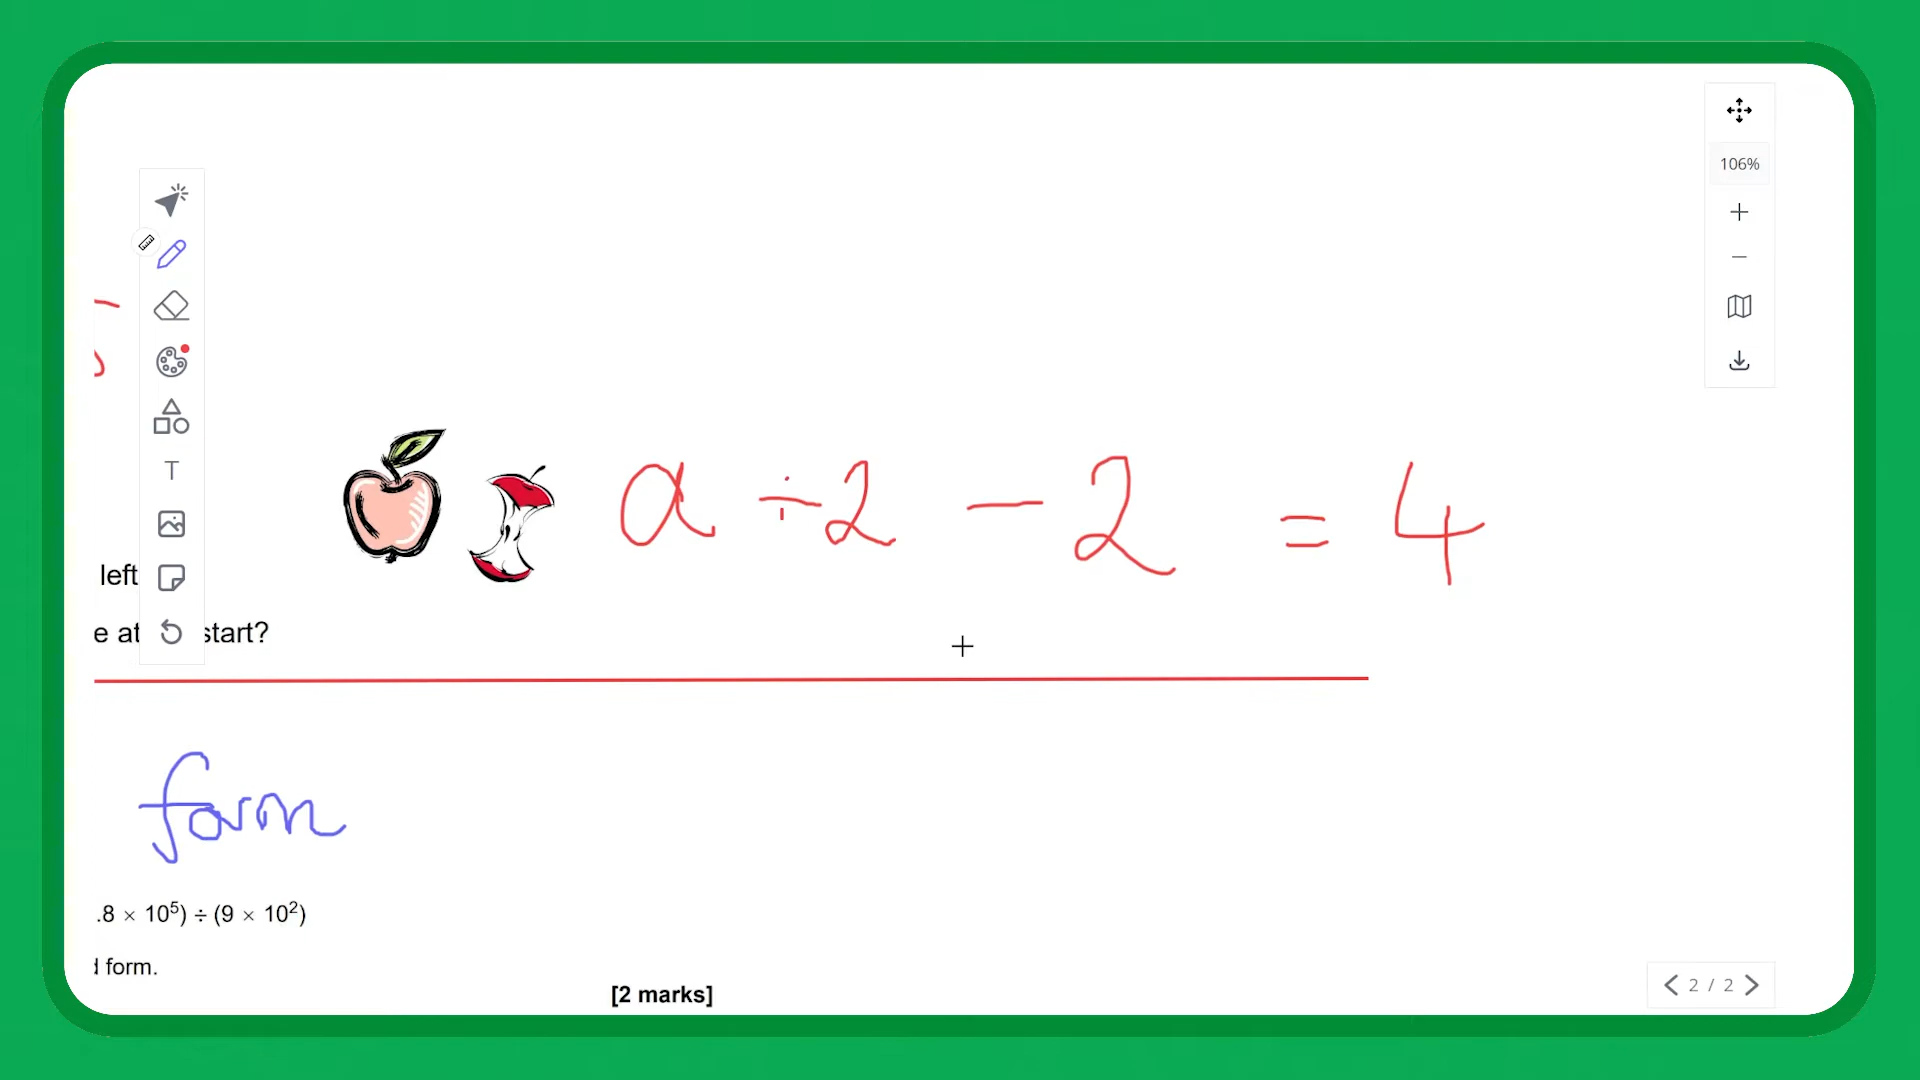 106%
a ÷ 2 - 2 = 4
left
e at start?
T
form
.8 × 10⁵) ÷ (9 × 10²)
form.
[2 marks]
2 / 2